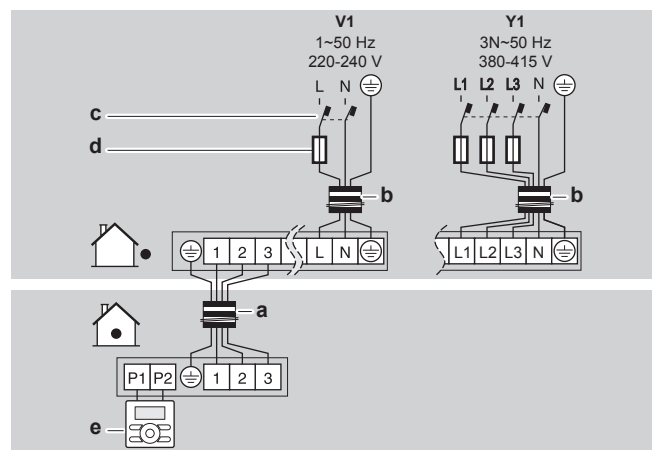 V1 Y1
1~50 Hz 3N~50 Hz
220-240 V 380-415 V
L N L1 L2 L3 N
c
d
b b
1 2 3 L N L1 L2 L3 N
a
P1 P2 1 2 3
e